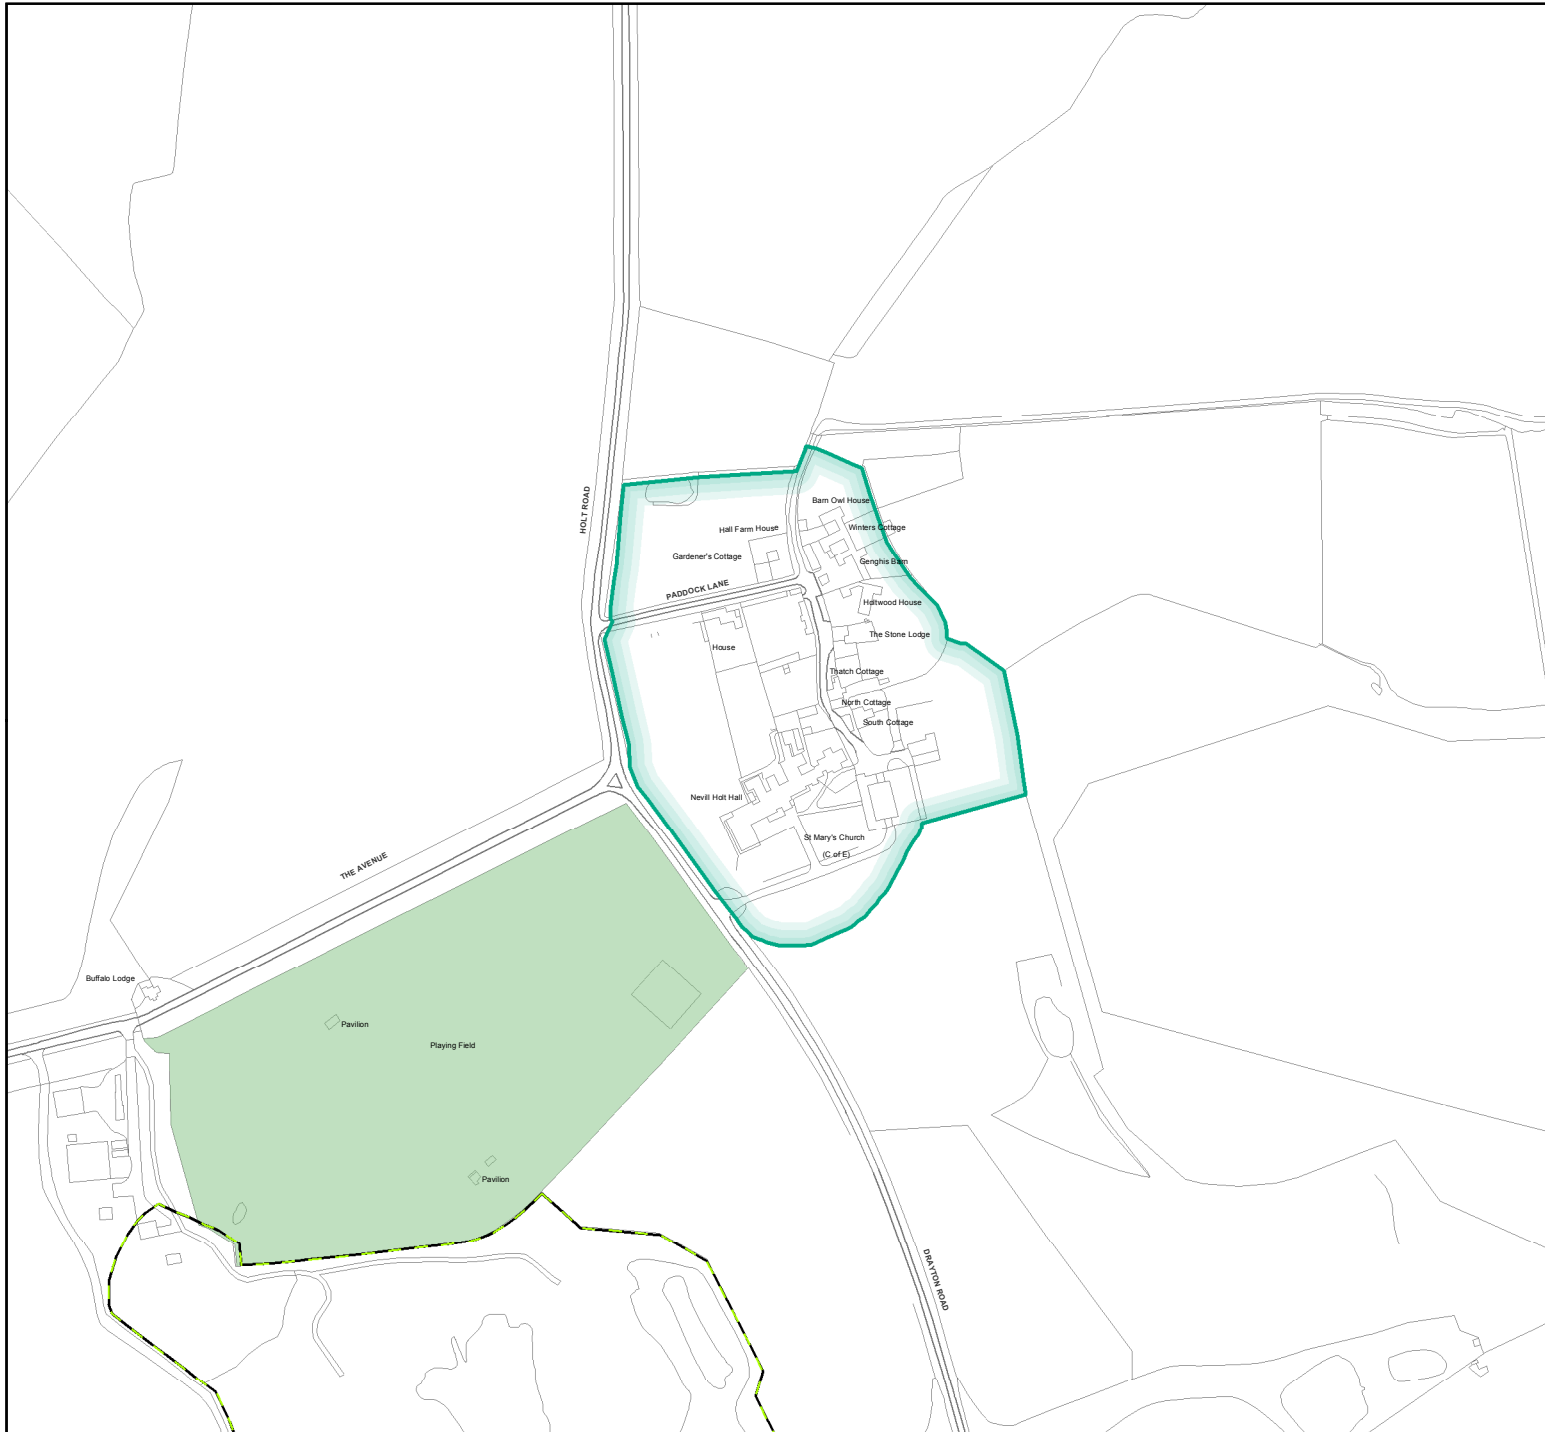 HOLT ROAD
Barn Owl House
Hall Farm House
Winters Cottage
Gardener's Cottage
Genghis Barn
PADDOCK LANE
Holtwood House
The Stone Lodge
House
Thatch Cottage
North Cottage
South Cottage
Nevill Holt Hall
St Mary's Church
(C of E)
THE AVENUE
Buffalo Lodge
Pavilion
Playing Field
Pavilion
DRAYTON ROAD